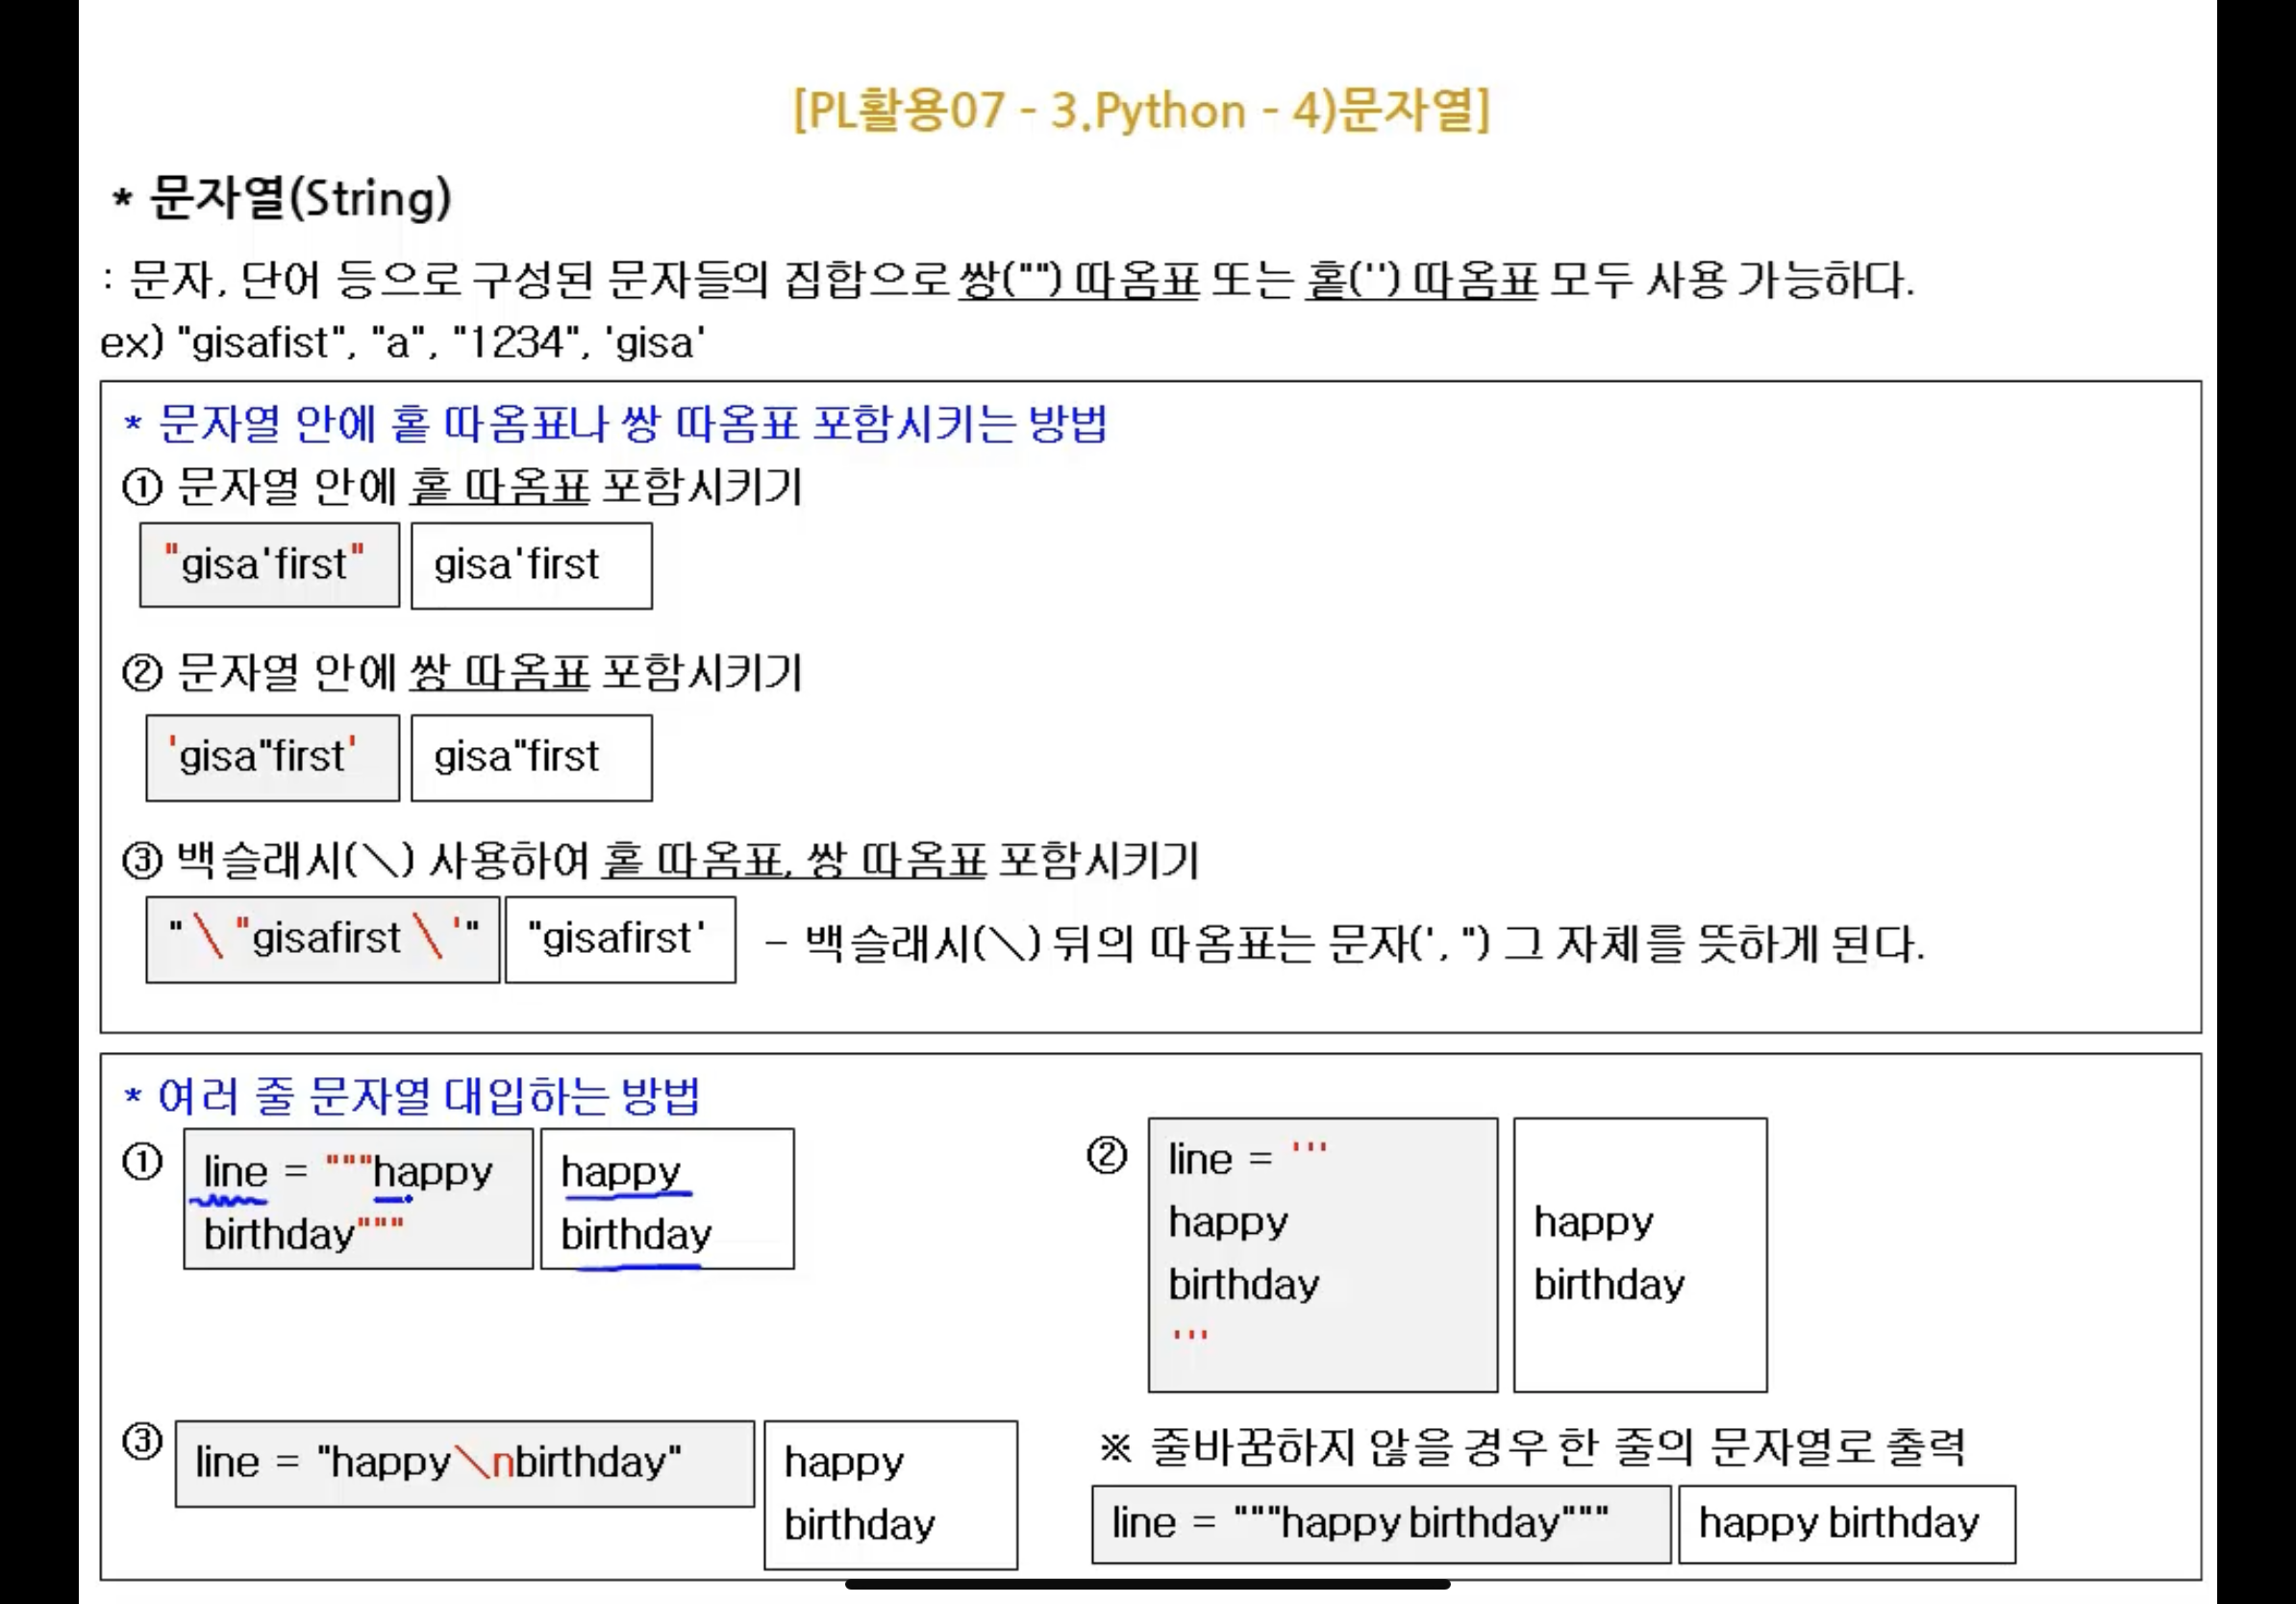 [PL활용07 - 3.Python - 4)문자열]
* 문자열(String)
: 문자, 단어 등으로 구성된 문자들의 집합으로 쌍("") 따옴표 또는 홑('') 따옴표 모두 사용 가능하다.
ex) "gisafist", "a", "1234", 'gisa'
* 문자열 안에 홑 따옴표나 쌍 따옴표 포함시키는 방법
① 문자열 안에 홑 따옴표 포함시키기
"gisa'first" gisa'first
② 문자열 안에 쌍 따옴표 포함시키기
'gisa"first' gisa"first
③ 백슬래시(\) 사용하여 홑 따옴표, 쌍 따옴표 포함시키기
"\"gisafirst\'" "gisafirst' - 백슬래시(\) 뒤의 따옴표는 문자(', ") 그 자체를 뜻하게 된다.
* 여러 줄 문자열 대입하는 방법
①
line = """happy
birthday"""
happy
birthday
②
line = '''
happy
birthday
'''
happy
birthday
③
line = "happy\nbirthday"
happy
birthday
※ 줄바꿈하지 않을 경우 한 줄의 문자열로 출력
line = """happy birthday""" happy birthday